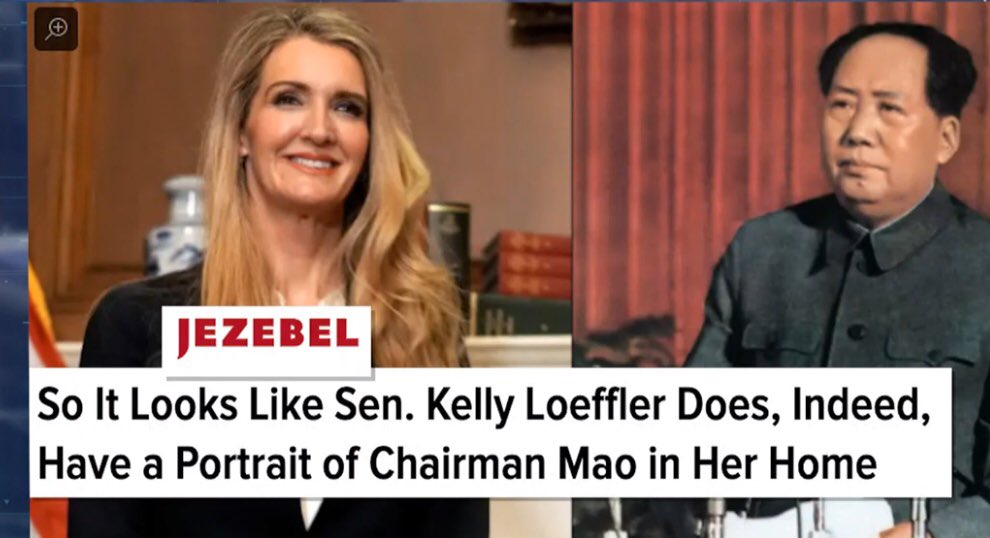 JEZEBEL
So It Looks Like Sen. Kelly Loeffler Does, Indeed,
Have a Portrait of Chairman Mao in Her Home